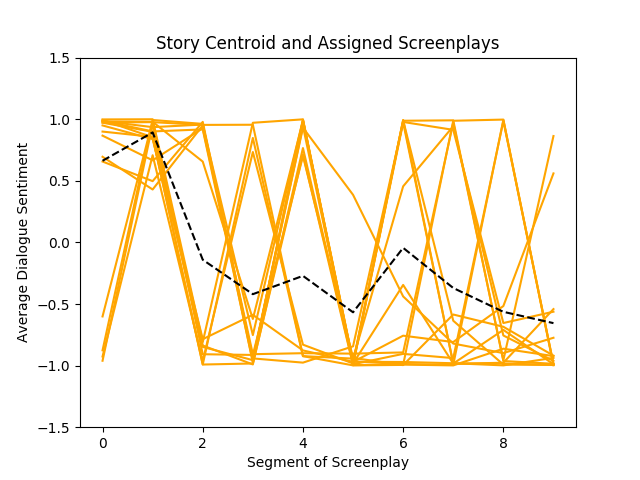 Story Centroid and Assigned Screenplays
1.5
1.0
0.5
0.0
−0.5
−1.0
−1.5
Average Dialogue Sentiment
0 2 4 6 8
Segment of Screenplay